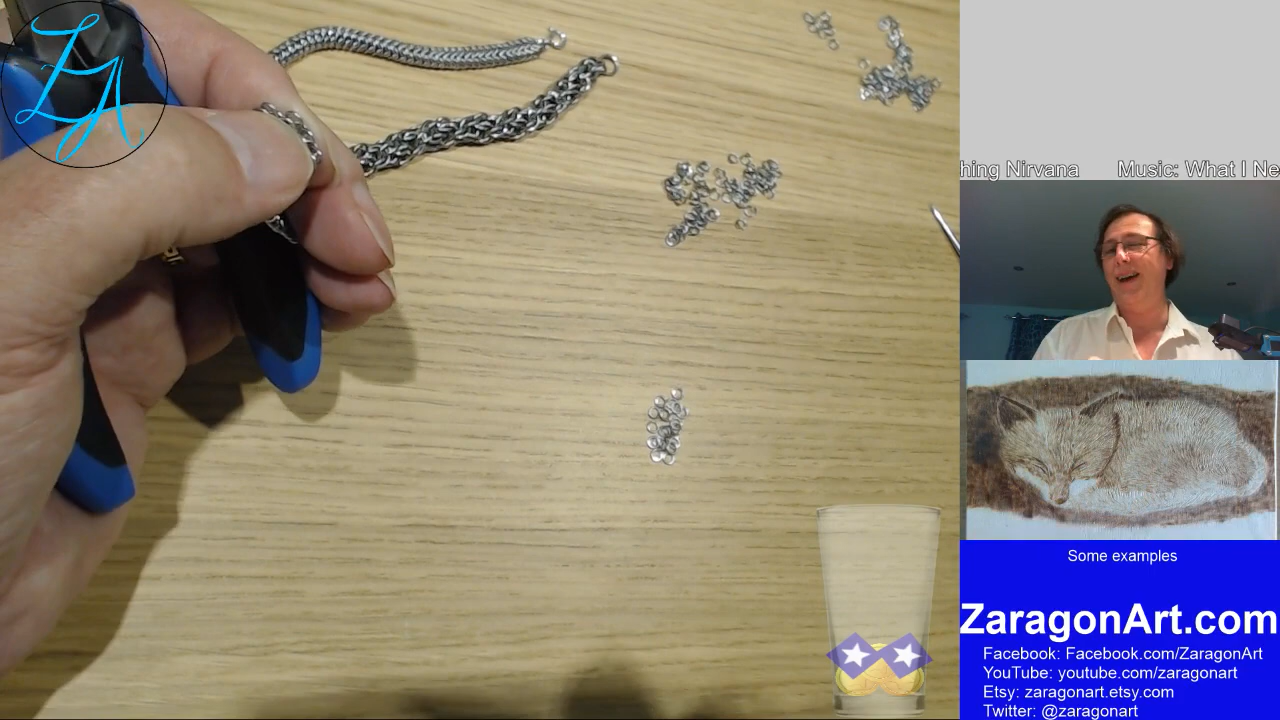 ZA
hing Nirvana Music: What I Ne
Some examples
ZaragonArt.com
Facebook: Facebook.com/ZaragonArt
YouTube: youtube.com/zaragonart
Etsy: zaragonart.etsy.com
Twitter: @zaragonart